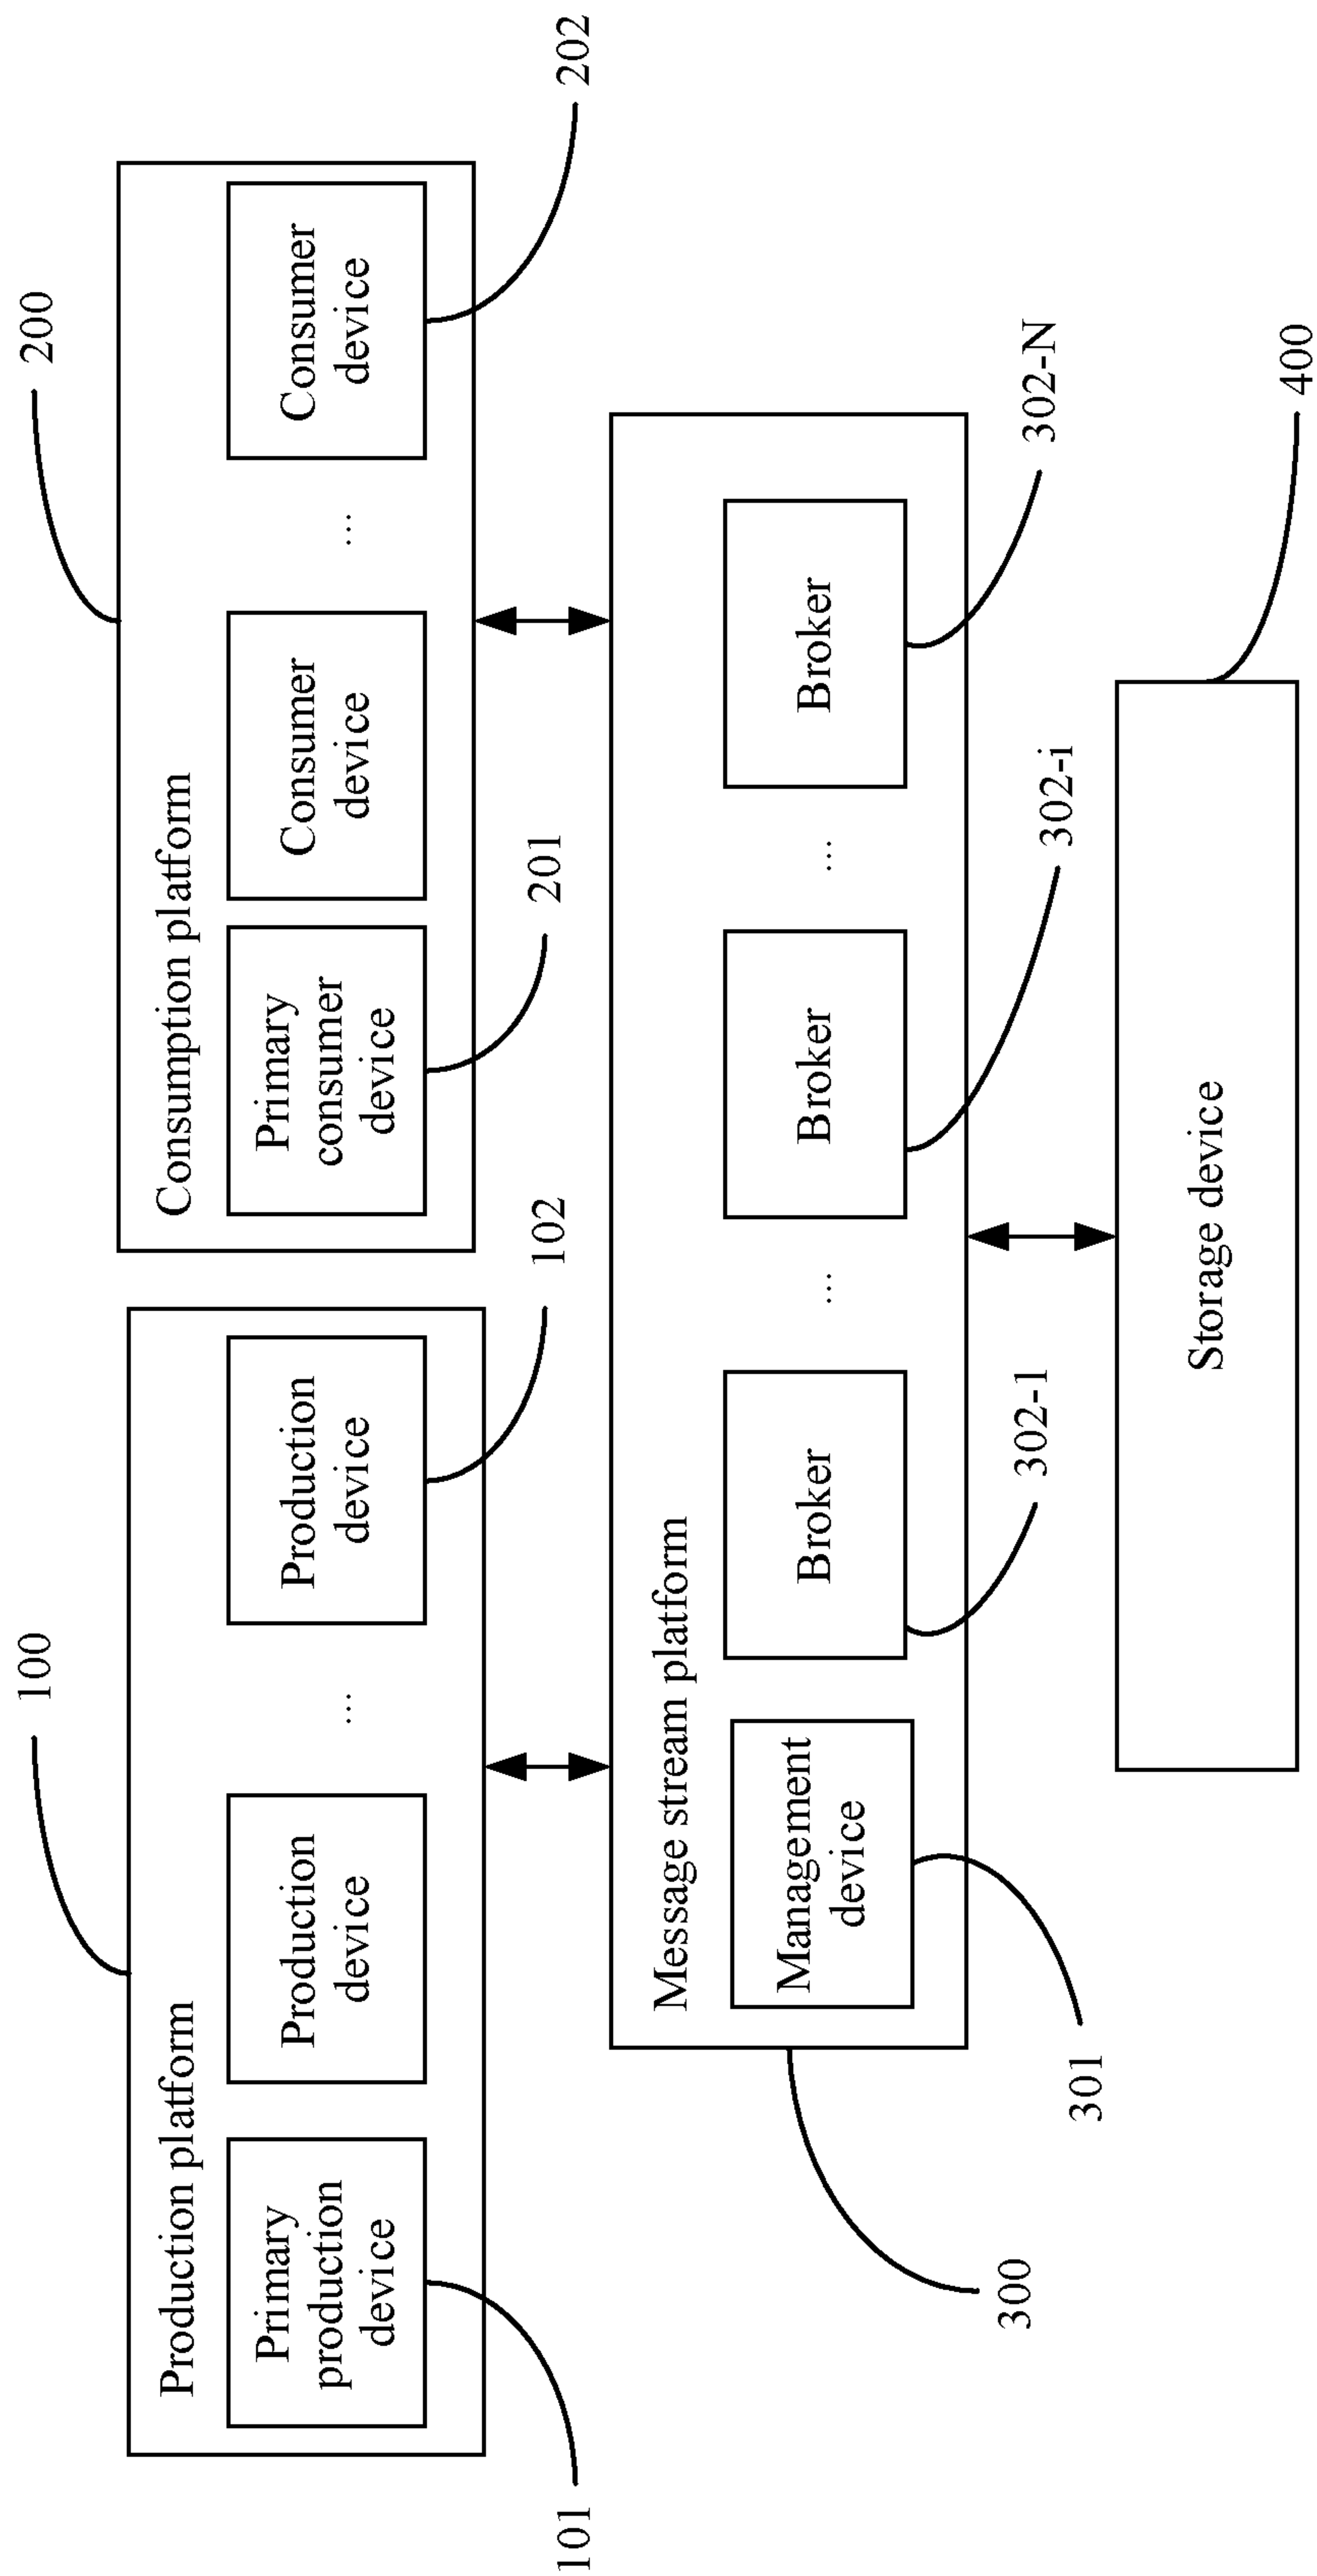 100
200
Production platform
Consumption platform
Primary
production
device
Production
device
...
Production
device
Primary
consumer
device
Consumer
device
...
Consumer
device
101
102
201
202
Message stream platform
Management
device
Broker
...
Broker
...
Broker
300
301
302-1
302-i
302-N
Storage device
400